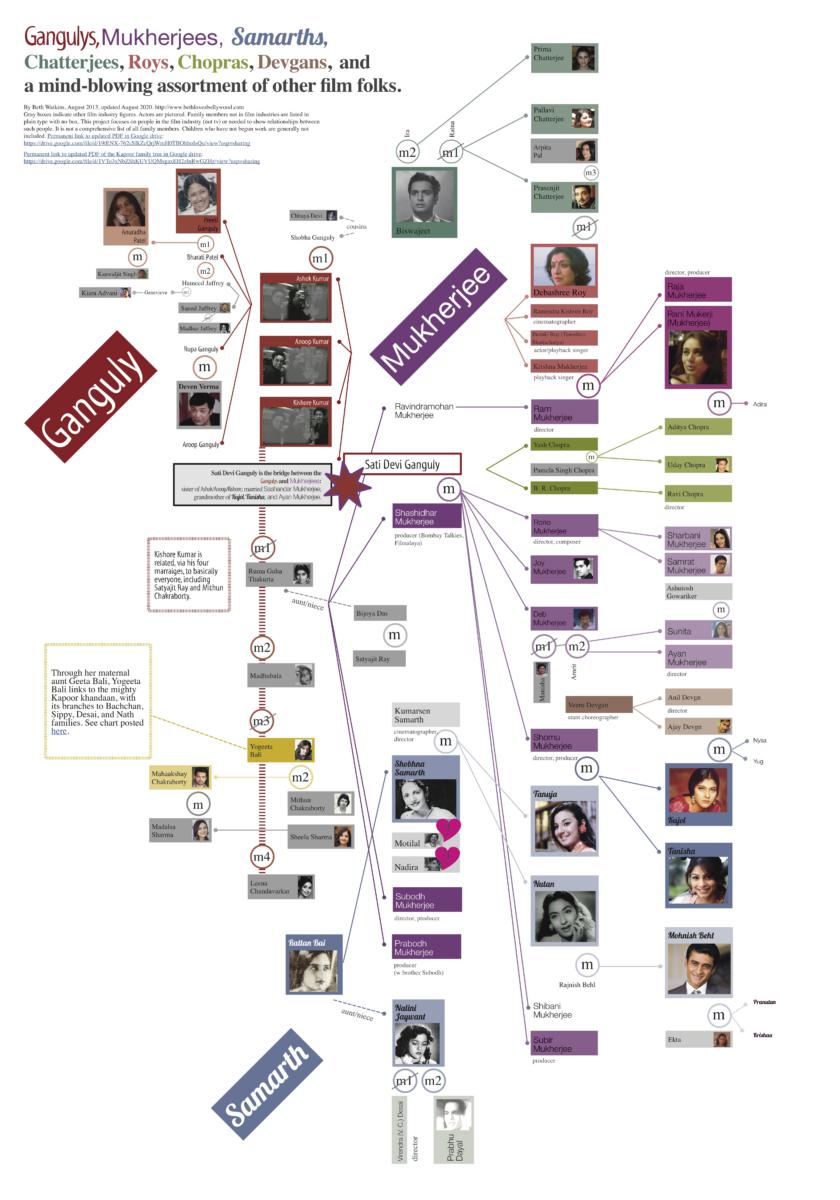 Gangulys, Mukherjees, Samarths,
Chatterjees, Roys, Chopras, Devgans, and
a mind-blowing assortment of other film folks.
By Beth Watkins, August 2013, updated August 2020. http://www.bethlovesbollywood.com
Gray boxes indicate other film industry figures. Actors are pictured. Family members not in film industries are listed in
plain type with no box. This project focuses on people in the film industry (not tv) or needed to show relationships between
such people. It is not a comprehensive list of all family members. Children who have not begun work are generally not
included. Permanent link to updated PDF in Google drive:
Permanent link to updated PDF of the Kapoor family tree in Google drive:
Prima
Chatterjee
Pallavi
Chatterjee
Ira
Ratna
m2
m1
Arpita
Pal
m3
Prasenjit
Chatterjee
m1
Biswajeet
Preeti
Ganguly
Anuradha
Patel
m
m1
Kanwaljit Singh
Bharati Patel
m2
Kiara Advani
Genevieve
m1
Hameed Jaffrey
Saeed Jaffrey
Madhur Jaffrey
Rupa Ganguly
m
Deven Verma
Aroop Ganguly
Chhaya Devi
cousins
Shobha Ganguly
m1
Ashok Kumar
Anoop Kumar
Kishore Kumar
Ganguly
Mukherjee
Debashree Roy
Ramendra Kishore Roy
cinematographer
actor/playback singer
Krishna Mukherjee
playback singer
m
director, producer
Raja
Mukherjee
Rani Mukerji
(Mukherjee)
m
Adira
Ravindramohan
Mukherjee
Ram
Mukherjee
director
Yash Chopra
m
Pamela Singh Chopra
B. R. Chopra
Aditya Chopra
Uday Chopra
Ravi Chopra
director
Sati Devi Ganguly is the bridge between the
Gangulys and Mukherjees:
sister of Ashok/Anoop/Kishore; married Sashandar Mukherjee;
grandmother of Kajol, Tanisha, and Ayan Mukherjee.
Sati Devi Ganguly
m
Shashidhar
Mukherjee
producer (Bombay Talkies,
Filmalaya)
Rono
Mukherjee
director, composer
Sharbani
Mukherjee
Samrat
Mukherjee
Joy
Mukherjee
Ashutosh
Gowariker
m
Deb
Mukherjee
m1
m2
Mamata
Amrit
Sunita
Ayan
Mukherjee
director
Kishore Kumar is
related, via his four
marraiges, to basically
everyone, including
Satyajit Ray and Mithun
Chakraborty.
m1
Ruma Guha
Thakurta
aunt/niece
Bijoya Das
m
Satyajit Ray
m2
Madhubala
Through her maternal
aunt Geeta Bali, Yogeeta
Bali links to the mighty
Kapoor khandaan, with
its branches to Bachchan,
Sippy, Desai, and Nath
families. See chart posted
here.
m3
Yogeeta
Bali
Mahaakshay
Chakraborty
m2
m
Mithun
Chakraborty
Madalsa
Sharma
Sheela Sharma
m4
Leena
Chandavarkar
Kumarsen
Samarth
cinematographer,
director
m
Veeru Devgan
stunt choreographer
Anil Devgn
director
Ajay Devgn
Shomu
Mukherjee
director, producer
m
m
Nysa
Yug
Shobhna
Samarth
Motilal
Nadira
Tanuja
Kajol
Tanisha
Nutan
Subodh
Mukherjee
director, producer
Prabodh
Mukherjee
producer
(w brother Subodh)
m
Rajnish Behl
Mohnish Behl
Rattan Bai
aunt/niece
Nalini
Jaywant
m1
m2
Virendra (V. C.) Desai
director
Prabhu
Dayal
Shibani
Mukherjee
Subir
Mukherjee
producer
m
Pranutan
Krishaa
Ekta
Samarth